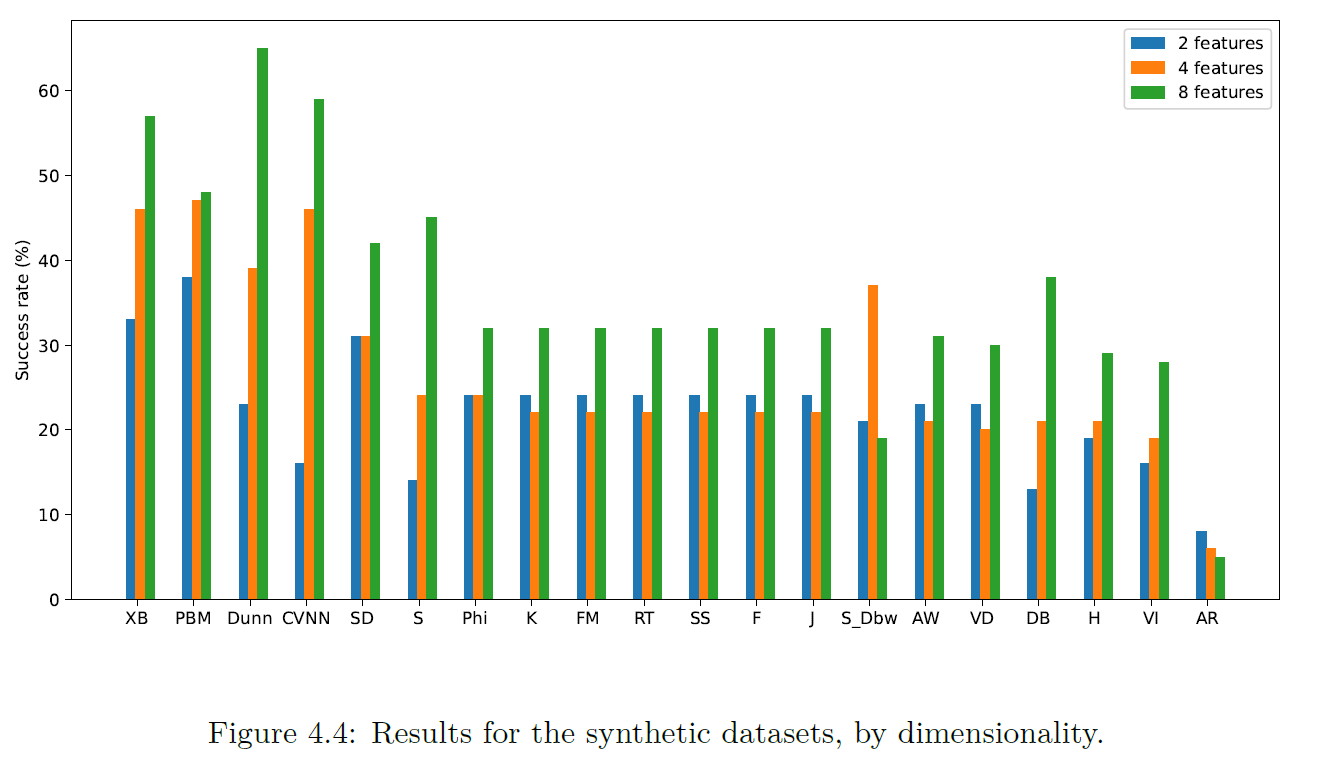 2 features
4 features
8 features
Success rate (%)
60
50
40
30
20
10
0
XB PBM Dunn CVNN SD S Phi K FM RT SS F J S_Dbw AW VD DB H VI AR
Figure 4.4: Results for the synthetic datasets, by dimensionality.